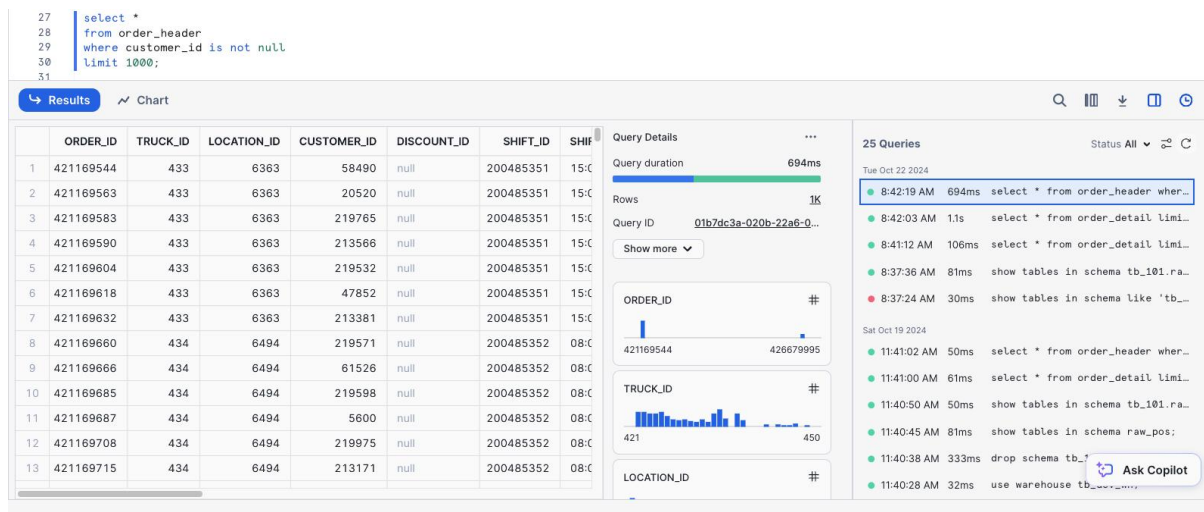 27 select *
28 from order_header
29 where customer_id is not null
30 limit 1000;
31
Results Chart
ORDER_ID TRUCK_ID LOCATION_ID CUSTOMER_ID DISCOUNT_ID SHIFT_ID SHIF
1 421169544 433 6363 58490 null 200485351 15:0
2 421169563 433 6363 20520 null 200485351 15:0
3 421169583 433 6363 219765 null 200485351 15:0
4 421169590 433 6363 213566 null 200485351 15:0
5 421169604 433 6363 219532 null 200485351 15:0
6 421169618 433 6363 47852 null 200485351 15:0
7 421169632 433 6363 213381 null 200485351 15:0
8 421169660 434 6494 219571 null 200485352 08:0
9 421169666 434 6494 61526 null 200485352 08:0
10 421169685 434 6494 219598 null 200485352 08:0
11 421169687 434 6494 5600 null 200485352 08:0
12 421169708 434 6494 219975 null 200485352 08:0
13 421169715 434 6494 213171 null 200485352 08:0
Query Details ...
Query duration 694ms
Rows 1K
Query ID 01b7dc3a-020b-22a6-0...
Show more
ORDER_ID #
421169544 426679995
TRUCK_ID #
421 450
LOCATION_ID #
25 Queries Status All
Tue Oct 22 2024
8:42:19 AM 694ms select * from order_header wher...
8:42:03 AM 1.1s select * from order_detail limi...
8:41:12 AM 106ms select * from order_detail limi...
8:37:36 AM 81ms show tables in schema tb_101.ra...
8:37:24 AM 30ms show tables in schema like 'tb_...
Sat Oct 19 2024
11:41:02 AM 50ms select * from order_header wher...
11:41:00 AM 61ms select * from order_detail limi...
11:40:50 AM 50ms show tables in schema tb_101.ra...
11:40:45 AM 81ms show tables in schema raw_pos;
11:40:38 AM 333ms drop schema
11:40:28 AM 32ms use warehouse
Ask Copilot